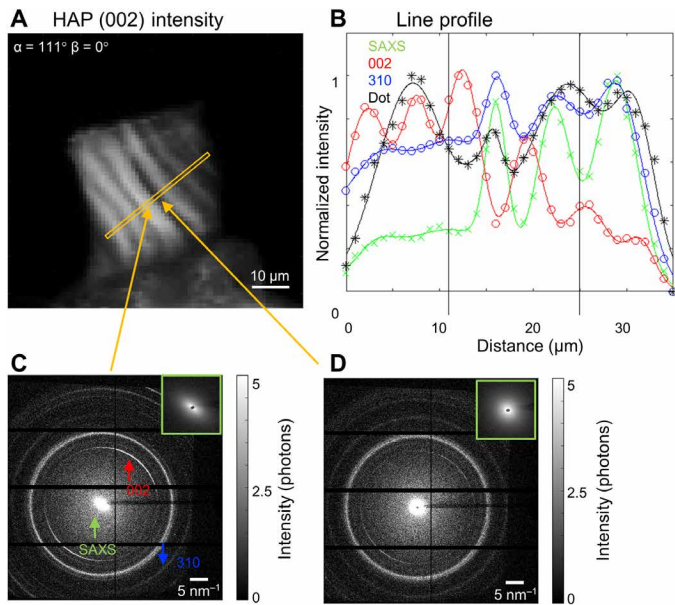 A HAP (002) intensity
α = 111° β = 0°
10 µm
B Line profile
SAXS
002
310
Dot
Normalized intensity
1
0
0 10 20 30
Distance (µm)
C
002
SAXS
310
5 nm⁻¹
5
2.5
0
Intensity (photons)
D
5 nm⁻¹
5
2.5
0
Intensity (photons)